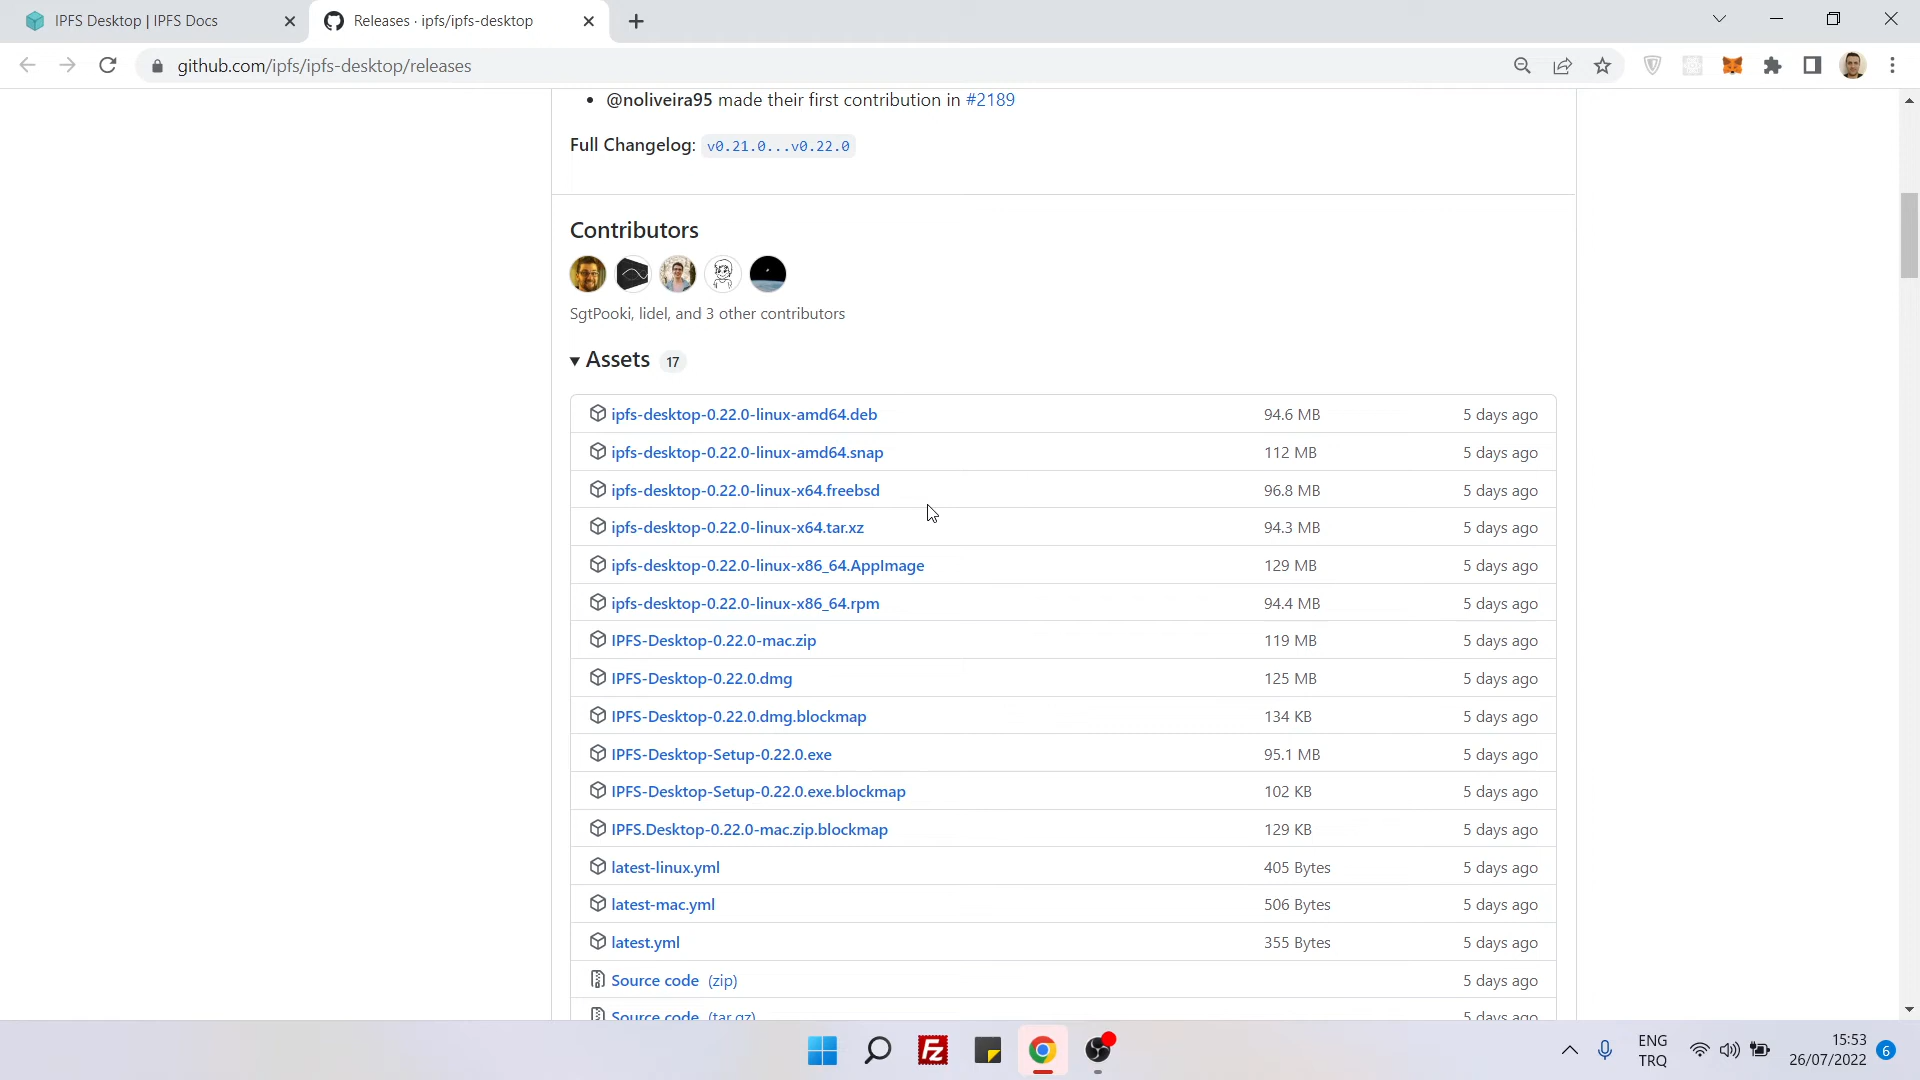 IPFS Desktop | IPFS Docs
Releases · ipfs/ipfs-desktop
github.com/ipfs/ipfs-desktop/releases
@noliveira95 made their first contribution in #2189
Full Changelog: v0.21.0...v0.22.0
Contributors
SgtPooki, lidel, and 3 other contributors
Assets 17
ipfs-desktop-0.22.0-linux-amd64.deb 94.6 MB 5 days ago
ipfs-desktop-0.22.0-linux-amd64.snap 112 MB 5 days ago
ipfs-desktop-0.22.0-linux-x64.freebsd 96.8 MB 5 days ago
ipfs-desktop-0.22.0-linux-x64.tar.xz 94.3 MB 5 days ago
ipfs-desktop-0.22.0-linux-x86_64.AppImage 129 MB 5 days ago
ipfs-desktop-0.22.0-linux-x86_64.rpm 94.4 MB 5 days ago
IPFS-Desktop-0.22.0-mac.zip 119 MB 5 days ago
IPFS-Desktop-0.22.0.dmg 125 MB 5 days ago
IPFS-Desktop-0.22.0.dmg.blockmap 134 KB 5 days ago
IPFS-Desktop-Setup-0.22.0.exe 95.1 MB 5 days ago
IPFS-Desktop-Setup-0.22.0.exe.blockmap 102 KB 5 days ago
IPFS.Desktop-0.22.0-mac.zip.blockmap 129 KB 5 days ago
latest-linux.yml 405 Bytes 5 days ago
latest-mac.yml 506 Bytes 5 days ago
latest.yml 355 Bytes 5 days ago
Source code (zip) 5 days ago
Source code (tar.gz) 5 days ago
Fz
ENG 15:53
TRQ 26/07/2022 6